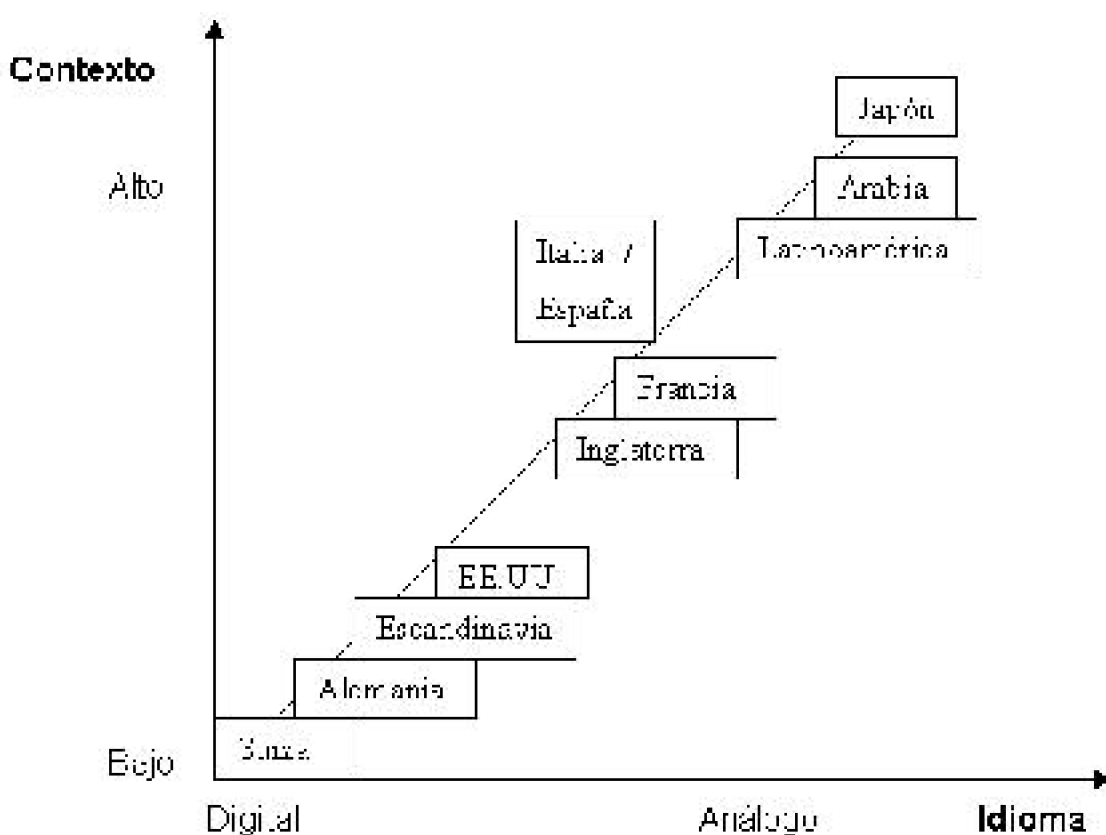 Contexto
Japón
Alto
Arabia
Italia /
Latinoamérica
España
Francia
Inglaterra
EE.UU
Escandinavia
Alemania
Suiza
Bajo
Digital
Análogo
Idioma